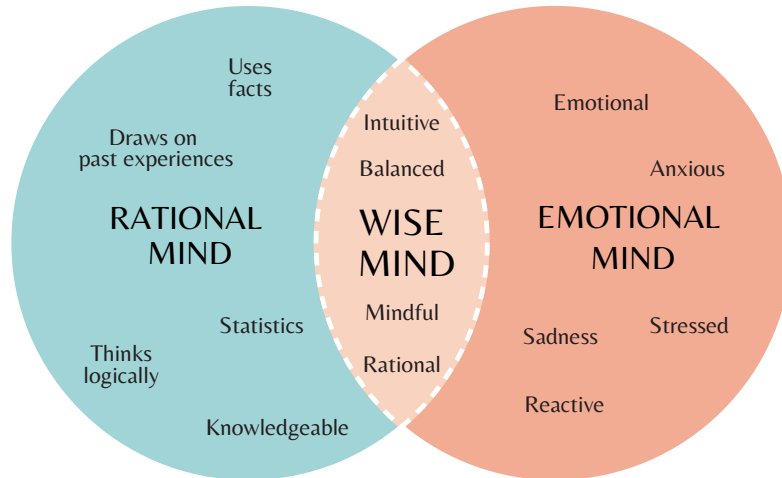 Uses
facts
Draws on
past experiences
RATIONAL
MIND
Statistics
Thinks
logically
Knowledgeable
Intuitive
Balanced
WISE
MIND
Mindful
Rational
Emotional
Anxious
EMOTIONAL
MIND
Sadness
Stressed
Reactive